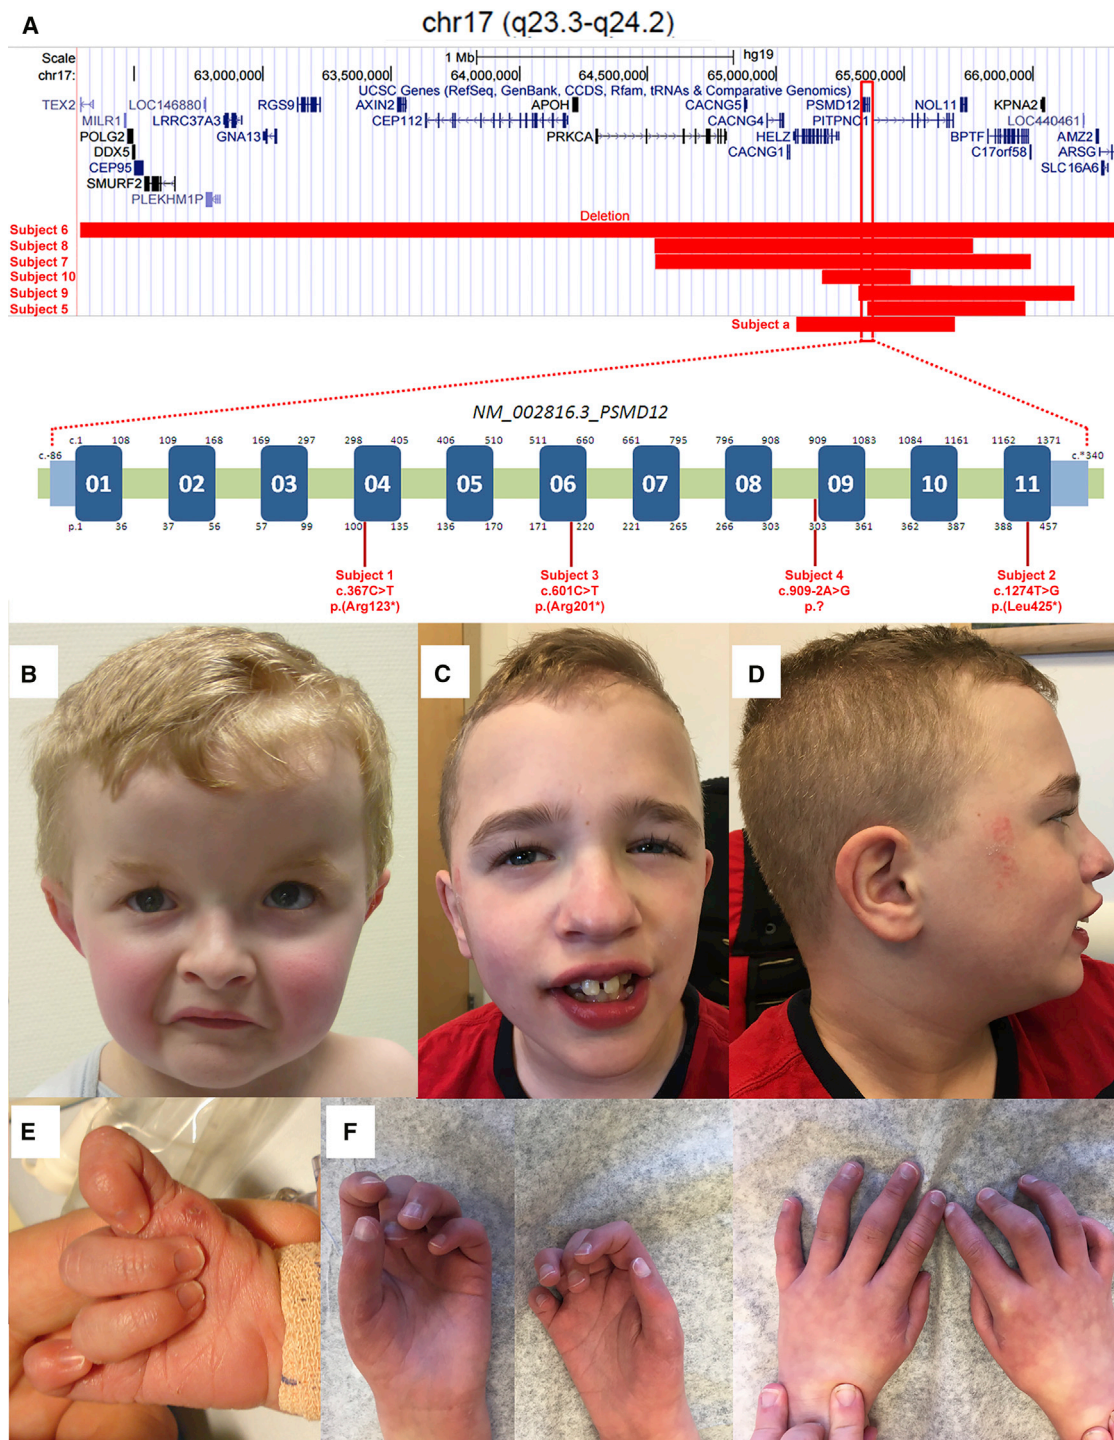 A
chr17 (q23.3-q24.2)
Scale 1 Mb hg19
chr17: 63,000,000 63,500,000 64,000,000 64,500,000 65,000,000 65,500,000 66,000,000
UCSC Genes (RefSeq, GenBank, CCDS, Rfam, tRNAs & Comparative Genomics)
TEX2 LOC146880 RGS9 AXIN2 APOH CACNG5 PSMD12 NOL11 KPNA2
MILR1 LRRC37A3 CEP112 CACNG4 PITPNC1 LOC440461
POLG2 GNA13 PRKCA HELZ BPTF AMZ2
DDX5 CACNG1 C17orf58 ARSG
CEP95 SLC16A6
SMURF2
PLEKHM1P
Deletion
Subject 6
Subject 8
Subject 7
Subject 10
Subject 9
Subject 5
Subject a
NM_002816.3_PSMD12
c.1 108 109 168 169 297 298 405 406 510 511 660 661 795 796 908 909 1083 1084 1161 1162 1371
c.-86 c.*340
01 02 03 04 05 06 07 08 09 10 11
p.1 36 37 56 57 99 100 135 136 170 171 220 221 265 266 303 303 361 362 387 388 457
Subject 1
c.367C>T
p.(Arg123*)
Subject 3
c.601C>T
p.(Arg201*)
Subject 4
c.909-2A>G
p.?
Subject 2
c.1274T>G
p.(Leu425*)
B
C
D
E
F